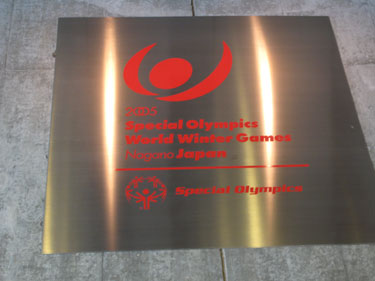 2005
Special Olympics
World Winter Games
Nagano Japan
Special Olympics